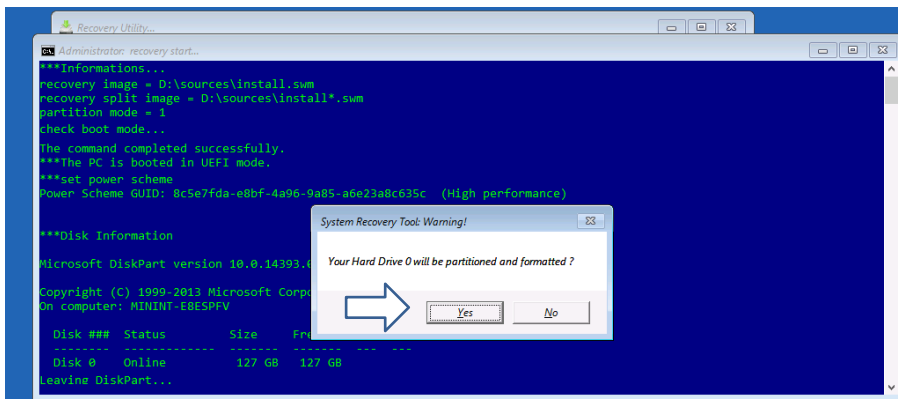 Recovery Utility...
Administrator: recovery start...
***Informations...
recovery image = D:\sources\install.swm
recovery split image = D:\sources\install*.swm
partition mode = 1
check boot mode...
The command completed successfully.
***The PC is booted in UEFI mode.
***set power scheme
Power Scheme GUID: 8c5e7fda-e8bf-4a96-9a85-a6e23a8c635c (High performance)
***Disk Information
Microsoft DiskPart version 10.0.14393.
Copyright (C) 1999-2013 Microsoft Corpo
On computer: MININT-E8ESPFV
Disk ### Status Size Fre
-------- ------------- ------- ------- --- ---
Disk 0 Online 127 GB 127 GB
Leaving DiskPart...
System Recovery Tool: Warning!
Your Hard Drive 0 will be partitioned and formatted ?
Yes No